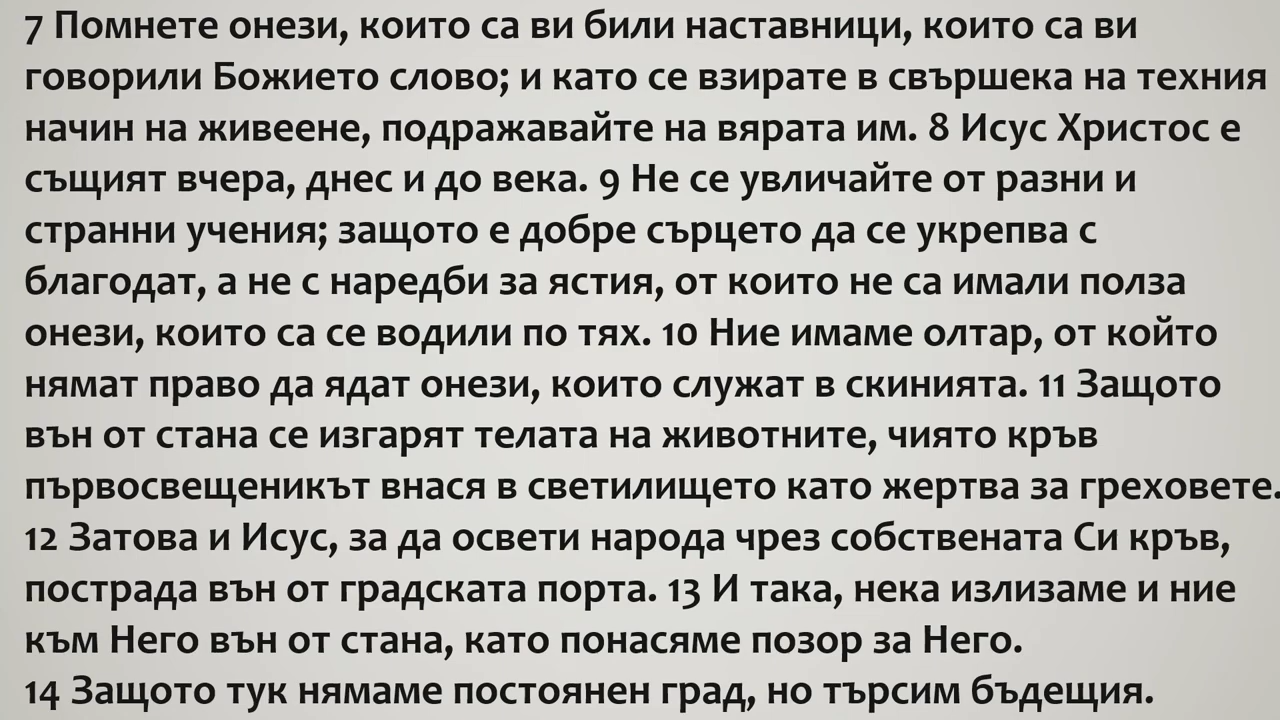 7 Помнете онези, които са ви били наставници, които са ви
говорили Божието слово; и като се взирате в свършека на техния
начин на живеене, подражавайте на вярата им. 8 Исус Христос е
същият вчера, днес и до века. 9 Не се увличайте от разни и
странни учения; защото е добре сърцето да се укрепва с
благодат, а не с наредби за ястия, от които не са имали полза
онези, които са се водили по тях. 10 Ние имаме олтар, от който
нямат право да ядат онези, които служат в скинията. 11 Защото
вън от стана се изгарят телата на животните, чиято кръв
първосвещеникът внася в светилището като жертва за греховете.
12 Затова и Исус, за да освети народа чрез собствената Си кръв,
пострада вън от градската порта. 13 И така, нека излизаме и ние
към Него вън от стана, като понасяме позор за Него.
14 Защото тук нямаме постоянен град, но търсим бъдещия.